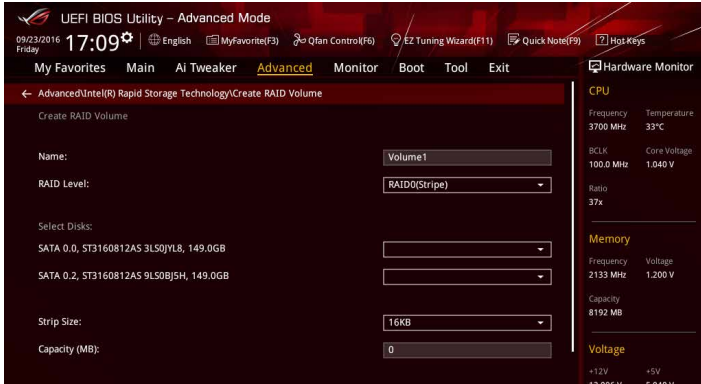 UEFI BIOS Utility – Advanced Mode
09/23/2016 17:09 English MyFavorite(F3) Qfan Control(F6) EZ Tuning Wizard(F11) Quick Note(F9) ? Hot Keys
Friday
My Favorites Main Ai Tweaker Advanced Monitor Boot Tool Exit
← Advanced\Intel(R) Rapid Storage Technology\Create RAID Volume
Create RAID Volume
Name: Volume1
RAID Level: RAID0(Stripe)
Select Disks:
SATA 0.0, ST3160812AS 3LS0JYL8, 149.0GB
SATA 0.2, ST3160812AS 9LS0BJ5H, 149.0GB
Strip Size: 16KB
Capacity (MB): 0
Hardware Monitor
CPU
Frequency Temperature
3700 MHz 33°C
BCLK Core Voltage
100.0 MHz 1.040 V
Ratio
37x
Memory
Frequency Voltage
2133 MHz 1.200 V
Capacity
8192 MB
Voltage
+12V +5V